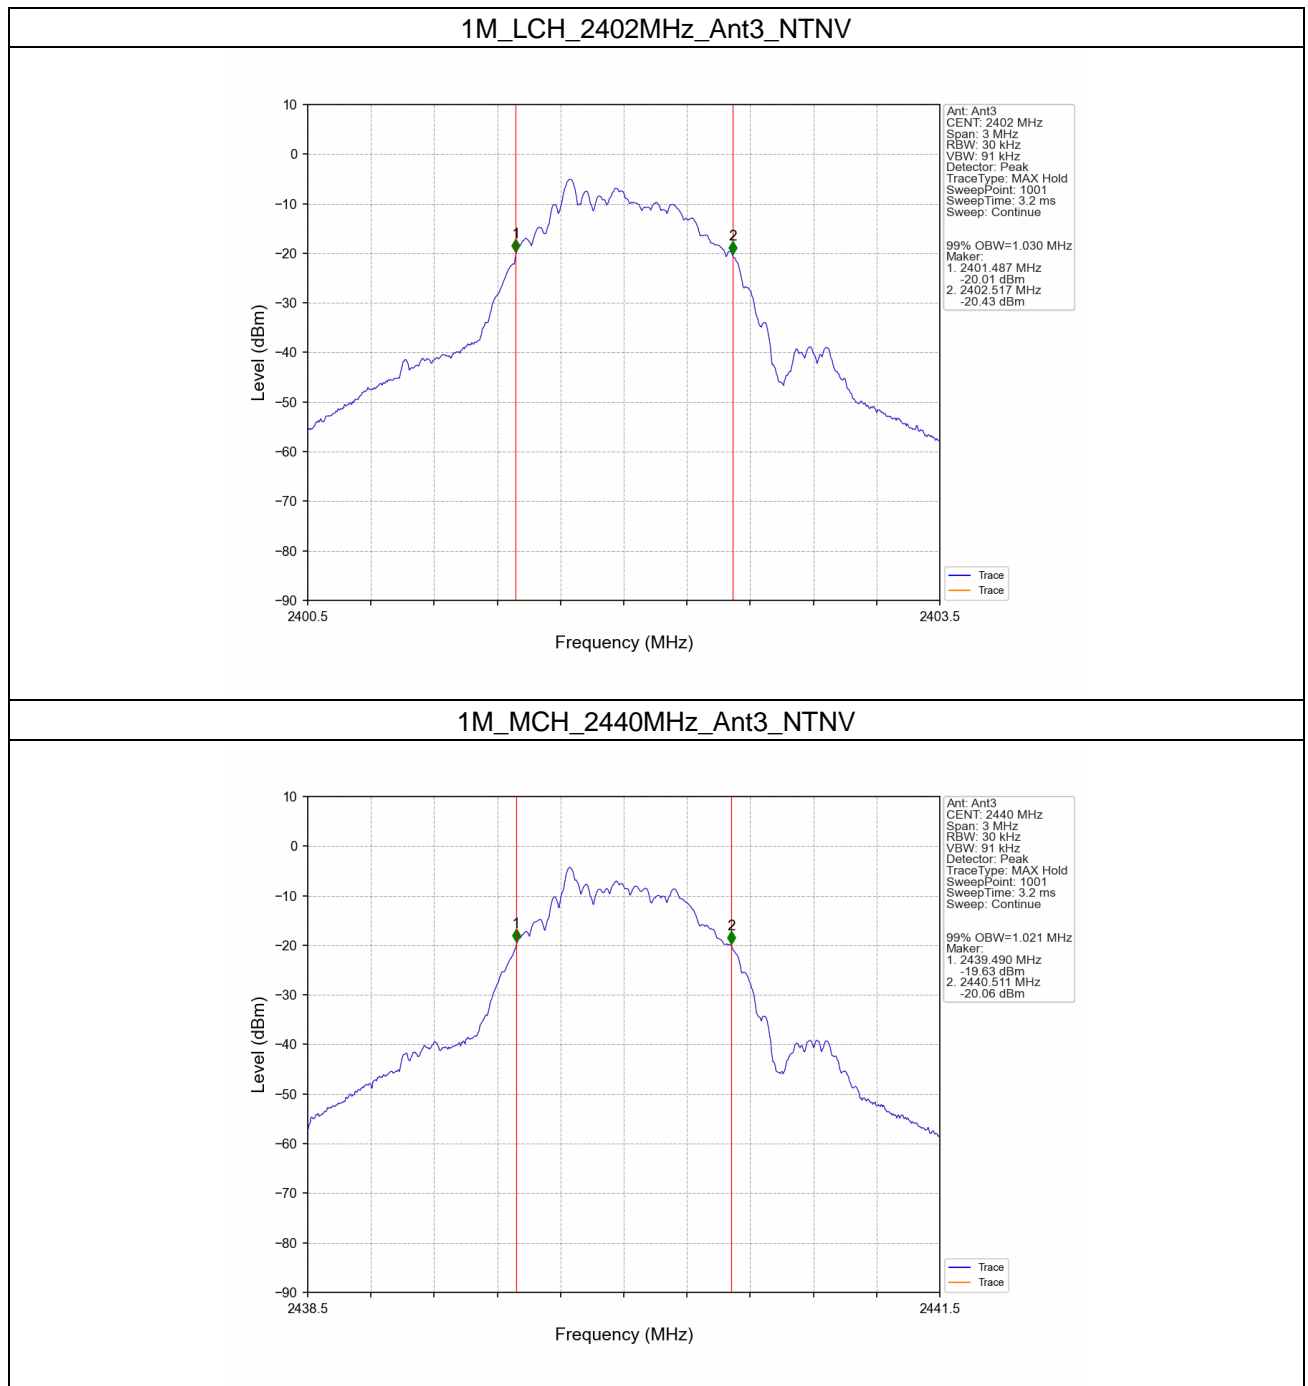 1M_LCH_2402MHz_Ant3_NTNV
10
0
−10
−20
−30
−40
−50
−60
−70
−80
−90
Level (dBm)
1
2
2400.5
2403.5
Frequency (MHz)
Ant: Ant3
CENT: 2402 MHz
Span: 3 MHz
RBW: 30 kHz
VBW: 91 kHz
Detector: Peak
TraceType: MAX Hold
SweepPoint: 1001
SweepTime: 3.2 ms
Sweep: Continue
99% OBW=1.030 MHz
Maker:
1. 2401.487 MHz
-20.01 dBm
2. 2402.517 MHz
-20.43 dBm
Trace
Trace
1M_MCH_2440MHz_Ant3_NTNV
10
0
−10
−20
−30
−40
−50
−60
−70
−80
−90
Level (dBm)
1
2
2438.5
2441.5
Frequency (MHz)
Ant: Ant3
CENT: 2440 MHz
Span: 3 MHz
RBW: 30 kHz
VBW: 91 kHz
Detector: Peak
TraceType: MAX Hold
SweepPoint: 1001
SweepTime: 3.2 ms
Sweep: Continue
99% OBW=1.021 MHz
Maker:
1. 2439.490 MHz
-19.63 dBm
2. 2440.511 MHz
-20.06 dBm
Trace
Trace